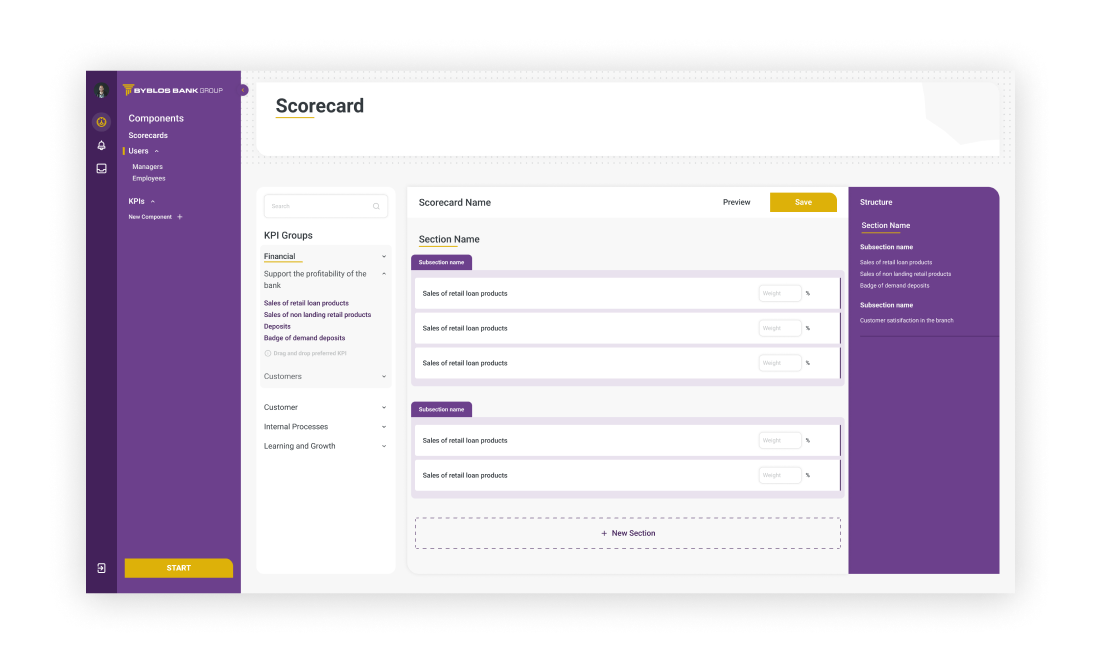 BYBLOS BANK GROUP
Components
Scorecards
Users
Managers
Employees
KPIs
New Component +
START
Scorecard
Search
KPI Groups
Financial
Support the profitability of the
bank
Sales of retail loan products
Sales of non landing retail products
Deposits
Badge of demand deposits
Drag and drop preferred KPI
Customers
Customer
Internal Processes
Learning and Growth
Scorecard Name
Preview
Save
Section Name
Subsection name
Sales of retail loan products
Weight
%
Sales of retail loan products
Weight
%
Sales of retail loan products
Weight
%
Subsection name
Sales of retail loan products
Weight
%
Sales of retail loan products
Weight
%
+ New Section
Structure
Section Name
Subsection name
Sales of retail loan products
Sales of non landing retail products
Badge of demand deposits
Subsection name
Customer satisifaction in the branch